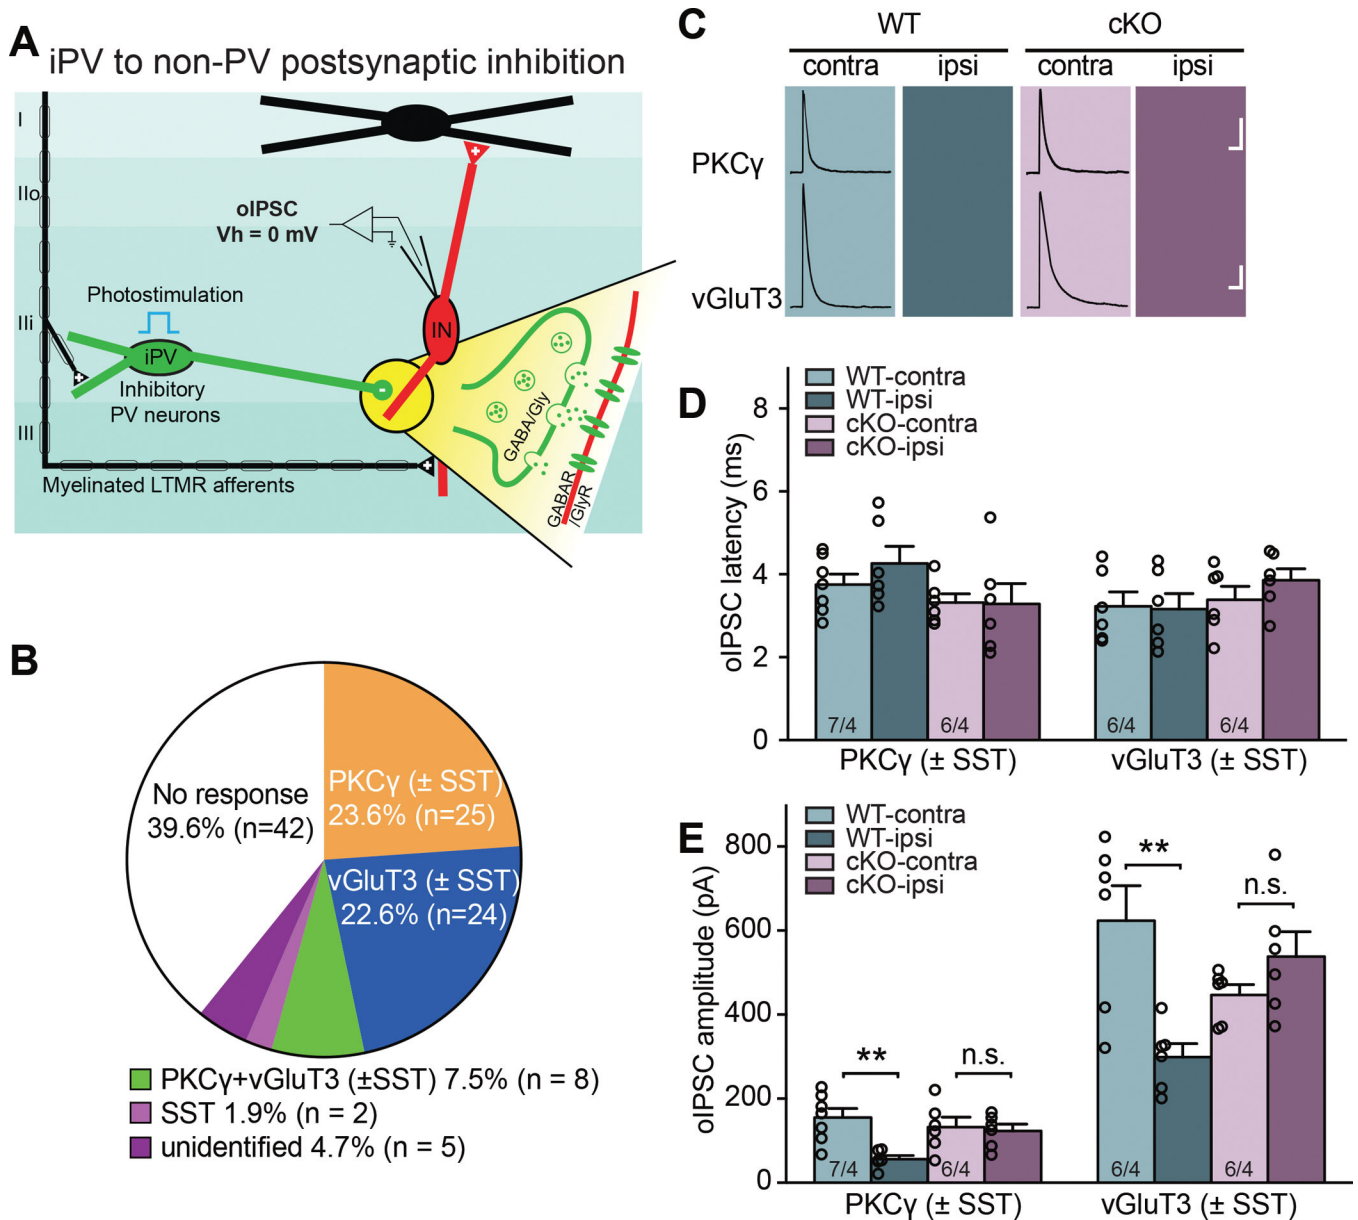 A
iPV to non-PV postsynaptic inhibition
I
IIo
IIi
III
oIPSC
Vh = 0 mV
Photostimulation
iPV
Inhibitory
PV neurons
IN
+
+
+
-
GABA/Gly
GABAR
/GlyR
Myelinated LTMR afferents
B
No response
39.6% (n=42)
PKCγ (± SST)
23.6% (n=25)
vGluT3 (± SST)
22.6% (n=24)
PKCγ+vGluT3 (±SST) 7.5% (n = 8)
SST 1.9% (n = 2)
unidentified 4.7% (n = 5)
C
WT cKO
contra ipsi contra ipsi
PKCγ
vGluT3
D
WT-contra
WT-ipsi
cKO-contra
cKO-ipsi
oIPSC latency (ms)
8
6
4
2
0
7/4 6/4 6/4 6/4
PKCγ (± SST) vGluT3 (± SST)
E
WT-contra
WT-ipsi
cKO-contra
cKO-ipsi
oIPSC amplitude (pA)
800
600
400
200
0
** n.s. ** n.s.
7/4 6/4 6/4 6/4
PKCγ (± SST) vGluT3 (± SST)